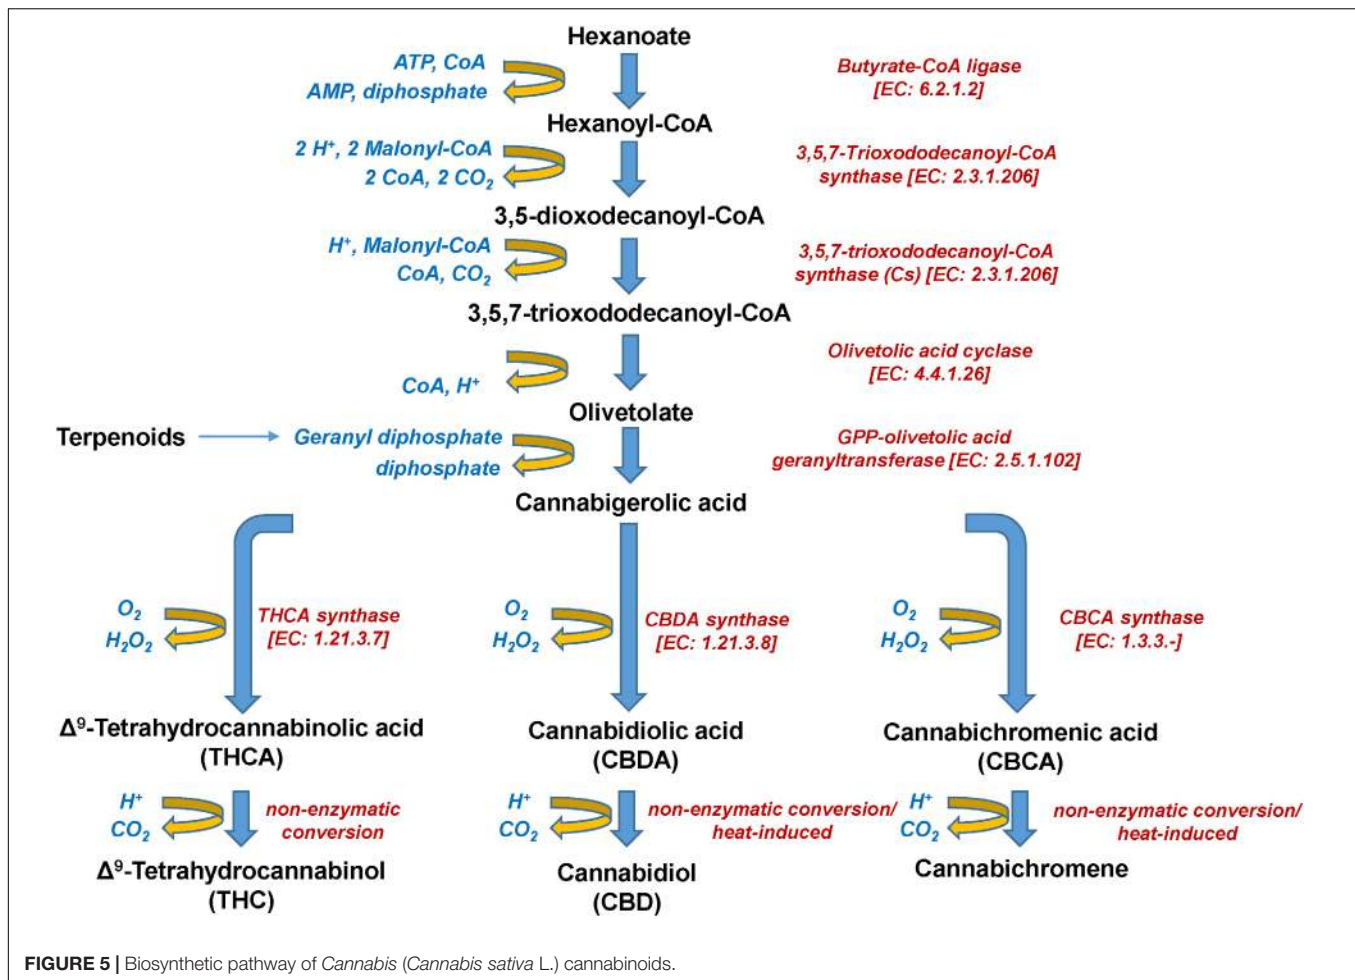 Hexanoate
ATP, CoA
AMP, diphosphate
Butyrate-CoA ligase
[EC: 6.2.1.2]
Hexanoyl-CoA
2 H⁺, 2 Malonyl-CoA
2 CoA, 2 CO₂
3,5,7-Trioxododecanoyl-CoA
synthase [EC: 2.3.1.206]
3,5-dioxodecanoyl-CoA
H⁺, Malonyl-CoA
CoA, CO₂
3,5,7-trioxododecanoyl-CoA
synthase (Cs) [EC: 2.3.1.206]
3,5,7-trioxododecanoyl-CoA
CoA, H⁺
Olivetolic acid cyclase
[EC: 4.4.1.26]
Olivetolate
Terpenoids
Geranyl diphosphate
diphosphate
GPP-olivetolic acid
geranyltransferase [EC: 2.5.1.102]
Cannabigerolic acid
O₂
H₂O₂
THCA synthase
[EC: 1.21.3.7]
O₂
H₂O₂
CBDA synthase
[EC: 1.21.3.8]
O₂
H₂O₂
CBCA synthase
[EC: 1.3.3.-]
Δ⁹-Tetrahydrocannabinolic acid
(THCA)
Cannabidiolic acid
(CBDA)
Cannabichromenic acid
(CBCA)
H⁺
CO₂
non-enzymatic
conversion
H⁺
CO₂
non-enzymatic conversion/
heat-induced
H⁺
CO₂
non-enzymatic conversion/
heat-induced
Δ⁹-Tetrahydrocannabinol
(THC)
Cannabidiol
(CBD)
Cannabichromene
FIGURE 5 | Biosynthetic pathway of Cannabis (Cannabis sativa L.) cannabinoids.